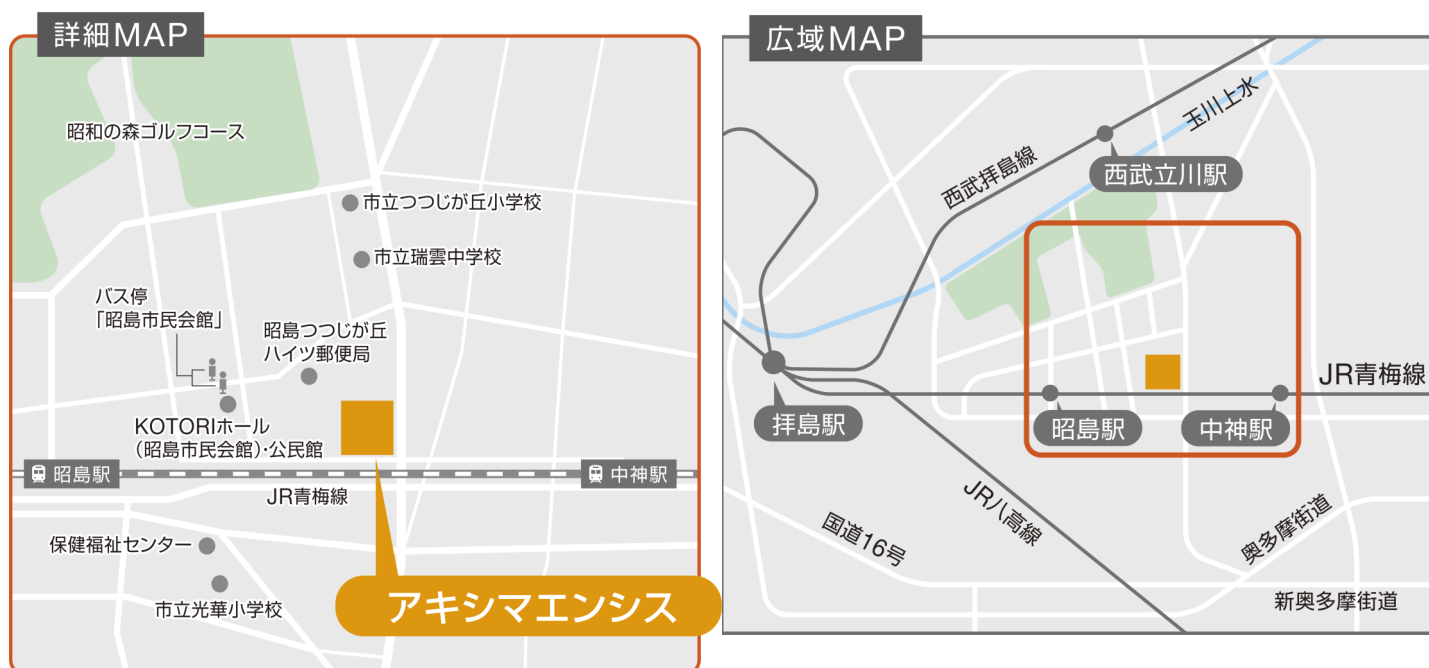 詳細MAP
昭和の森ゴルフコース
市立つつじが丘小学校
市立瑞雲中学校
バス停
「昭島市民会館」
昭島つつじが丘
ハイツ郵便局
KOTORIホール
(昭島市民会館)・公民館
昭島駅
中神駅
JR青梅線
保健福祉センター
市立光華小学校
アキシマエンシス
広域MAP
玉川上水
西武拝島線
西武立川駅
JR青梅線
拝島駅
昭島駅
中神駅
JR八高線
国道16号
奥多摩街道
新奥多摩街道